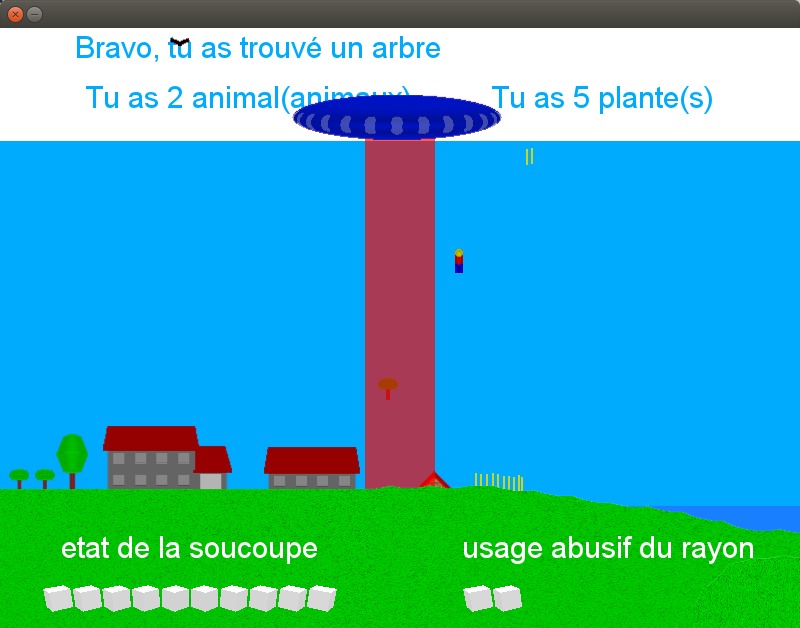 Bravo, tu as trouvé un arbre
Tu as 2 animal(animaux)
Tu as 5 plante(s)
etat de la soucoupe
usage abusif du rayon